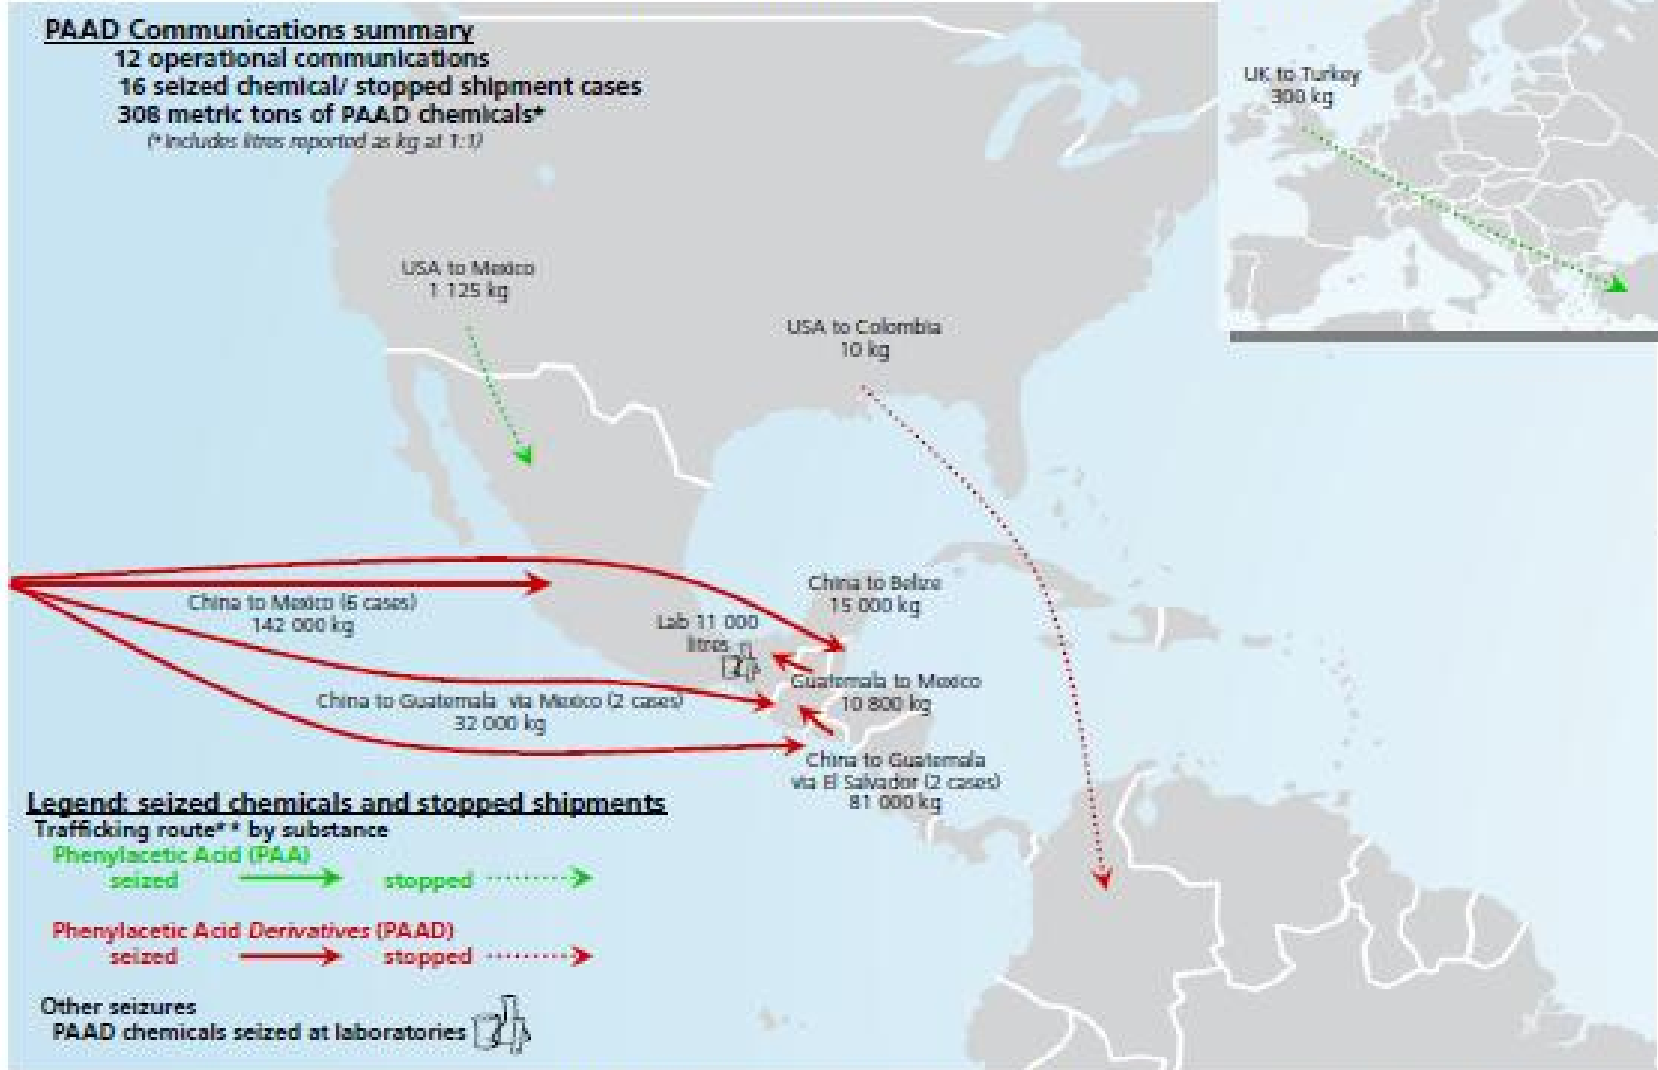 PAAD Communications summary
12 operational communications
16 seized chemical/ stopped shipment cases
308 metric tons of PAAD chemicals*
(* includes litres reported as kg at 1:1)
UK to Turkey
300 kg
USA to Mexico
1 125 kg
USA to Colombia
10 kg
China to Belize
15 000 kg
China to Mexico (6 cases)
142 000 kg
Lab 11 000
litres
Guatemala to Mexico
10 800 kg
China to Guatemala via Mexico (2 cases)
32 000 kg
China to Guatemala
via El Salvador (2 cases)
81 000 kg
Legend: seized chemicals and stopped shipments
Trafficking route** by substance
Phenylacetic Acid (PAA)
seized stopped
Phenylacetic Acid Derivatives (PAAD)
seized stopped
Other seizures
PAAD chemicals seized at laboratories